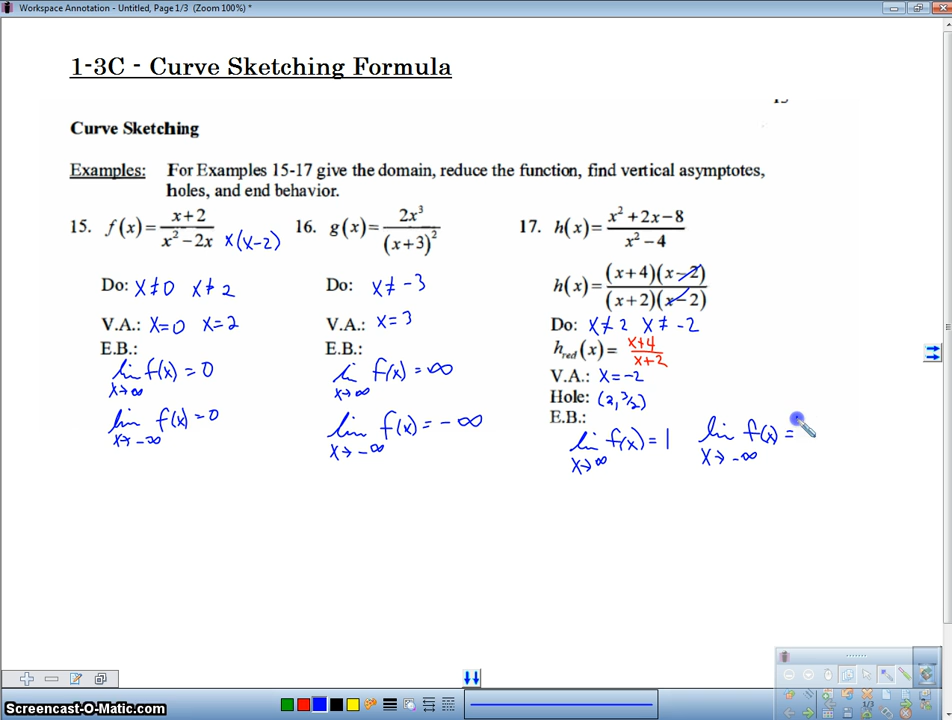 Workspace Annotation - Untitled, Page 1/3 (Zoom 100%) *
1-3C - Curve Sketching Formula
Curve Sketching
Examples: For Examples 15-17 give the domain, reduce the function, find vertical asymptotes,
holes, and end behavior.
15. f(x) = (x+2)/(x² − 2x) x(x−2)
Do: x ≠ 0 x ≠ 2
V.A.: x=0 x=2
E.B.:
lim x→∞ f(x) = 0
lim x→−∞ f(x) = 0
16. g(x) = 2x³/(x+3)²
Do: x ≠ −3
V.A.: x = 3
E.B.:
lim x→∞ f(x) = ∞
lim x→−∞ f(x) = −∞
17. h(x) = (x² + 2x − 8)/(x² − 4)
h(x) = (x+4)(x−2)/(x+2)(x−2)
Do: x ≠ 2 x ≠ −2
h_red(x) = (x+4)/(x+2)
V.A.: x = −2
Hole: (2, 3/2)
E.B.:
lim x→∞ f(x) = 1 lim x→−∞ f(x) =
1/3
Screencast-O-Matic.com